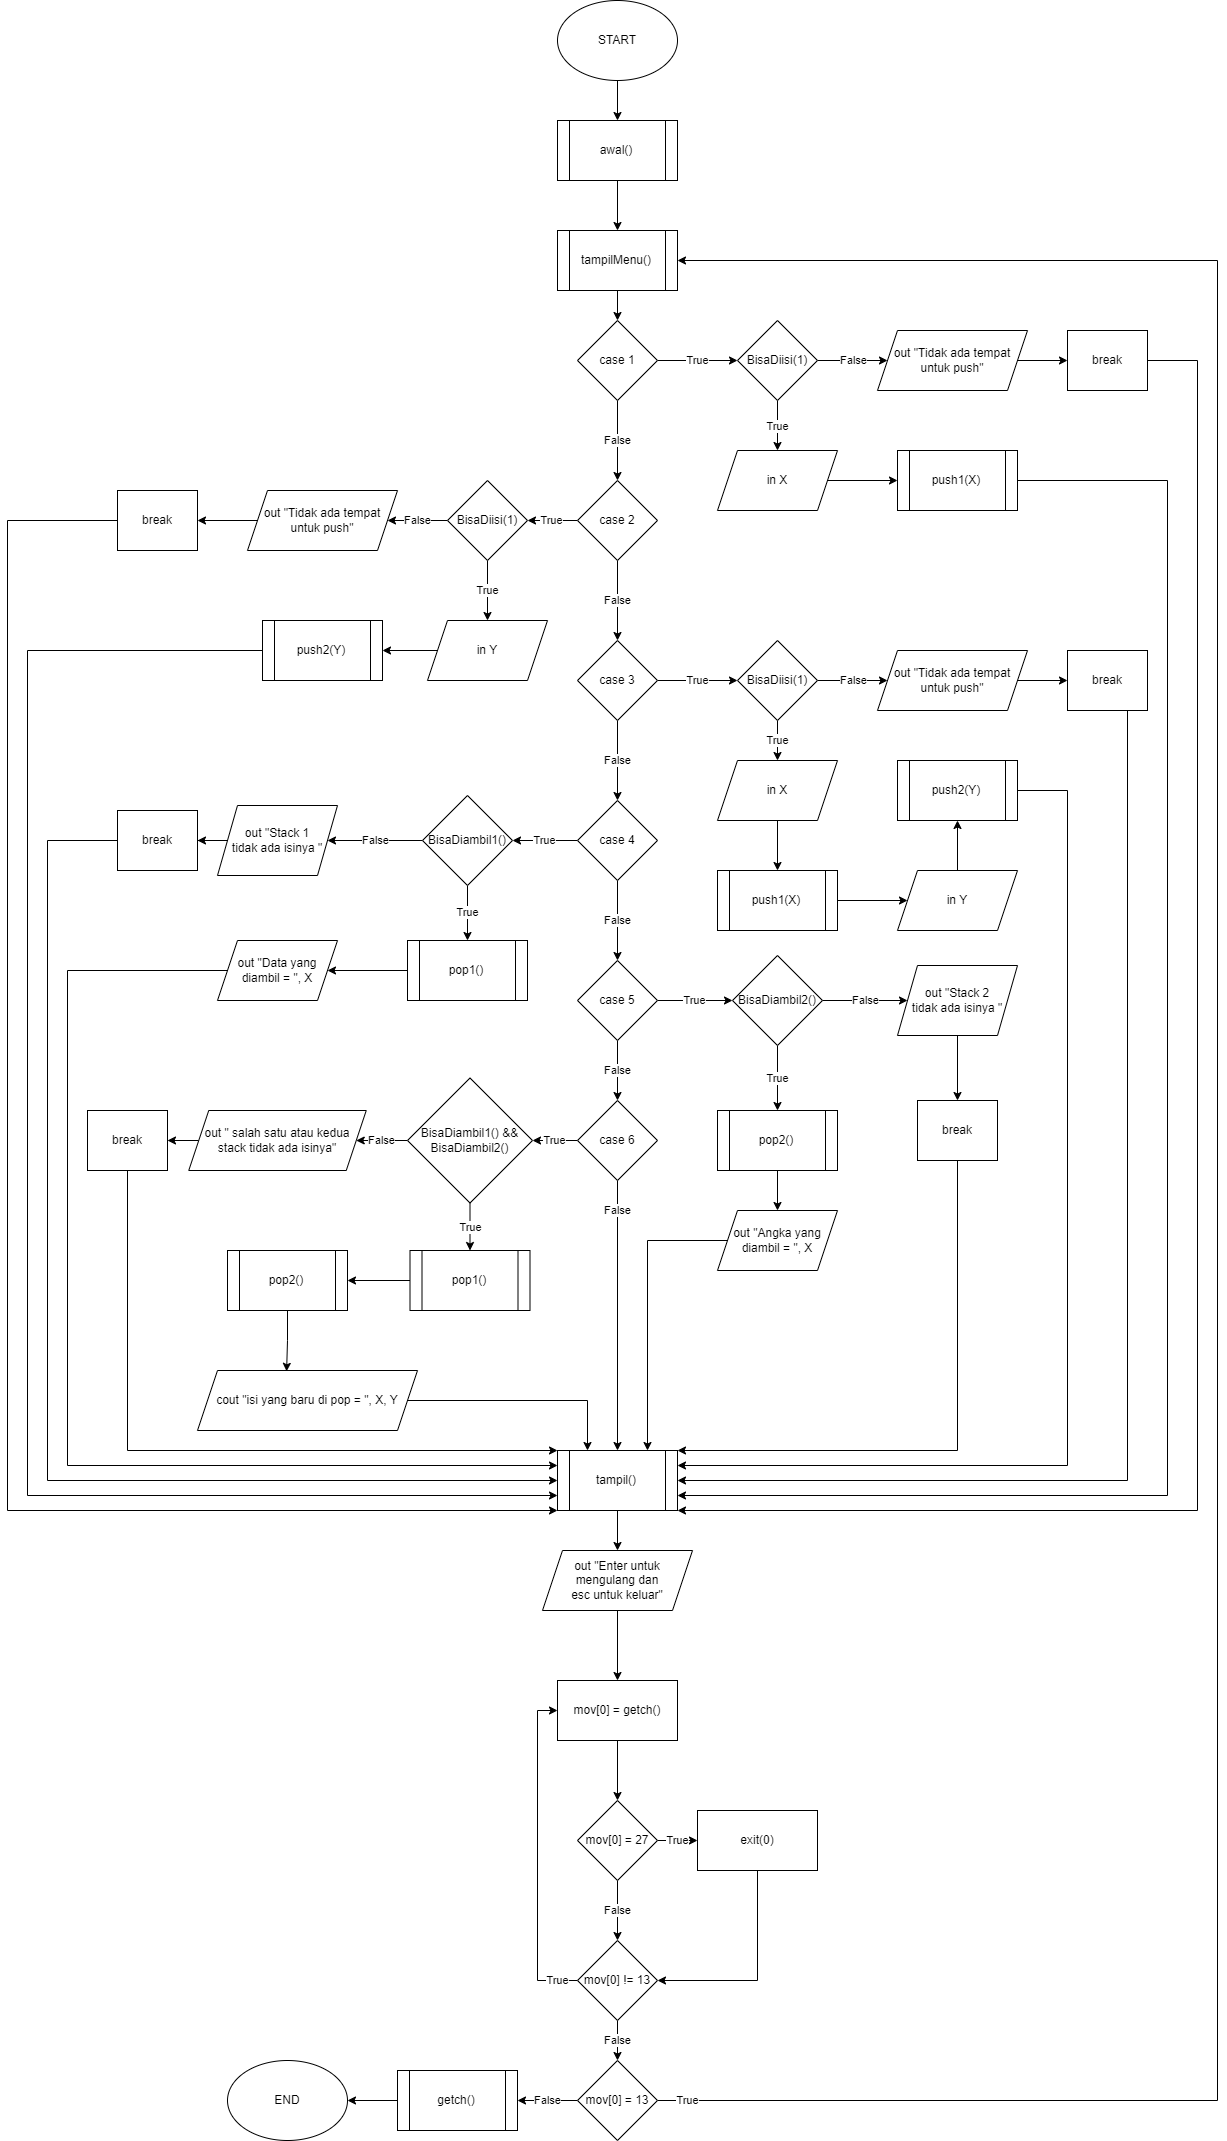 START
awal()
tampilMenu()
case 1
True
BisaDiisi(1)
False
out "Tidak ada tempat
untuk push"
break
True
False
in X
push1(X)
break
out "Tidak ada tempat
untuk push"
False
BisaDiisi(1)
True
case 2
True
False
push2(Y)
in Y
case 3
True
BisaDiisi(1)
False
out "Tidak ada tempat
untuk push"
break
True
False
in X
push2(Y)
break
out "Stack 1
tidak ada isinya "
False
BisaDiambil1()
True
case 4
push1(X)
in Y
True
False
out "Data yang
diambil = ", X
pop1()
case 5
True
BisaDiambil2()
False
out "Stack 2
tidak ada isinya "
False
True
break
out " salah satu atau kedua
stack tidak ada isinya"
False
BisaDiambil1() &&
BisaDiambil2()
True
case 6
pop2()
break
False
True
out "Angka yang
diambil = ", X
pop2()
pop1()
cout "isi yang baru di pop = ", X, Y
tampil()
out "Enter untuk
mengulang dan
esc untuk keluar"
mov[0] = getch()
mov[0] = 27
True
exit(0)
False
True
mov[0] != 13
False
END
getch()
False
mov[0] = 13
True